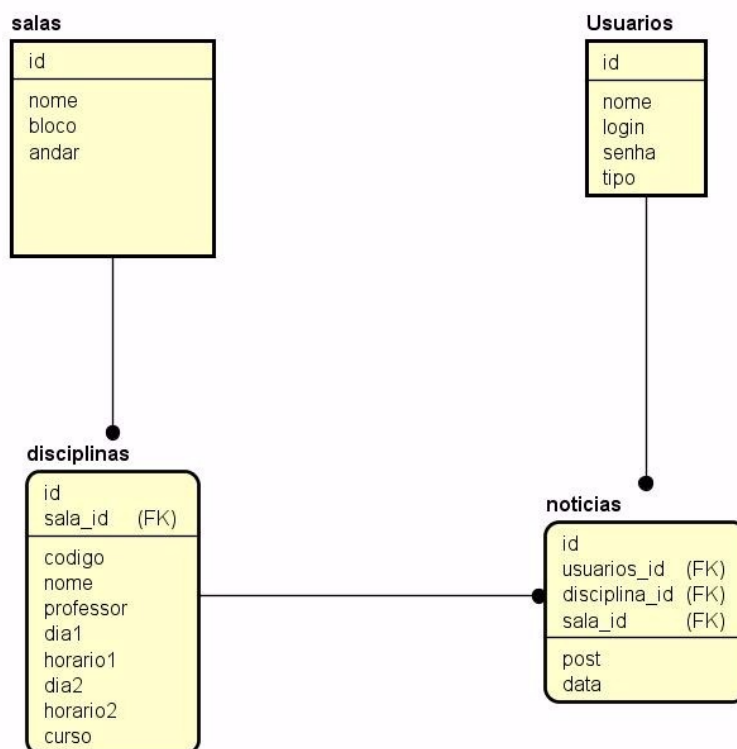 salas
id
nome
bloco
andar
Usuarios
id
nome
login
senha
tipo
disciplinas
id
sala_id (FK)
codigo
nome
professor
dia1
horario1
dia2
horario2
curso
noticias
id
usuarios_id (FK)
disciplina_id (FK)
sala_id (FK)
post
data